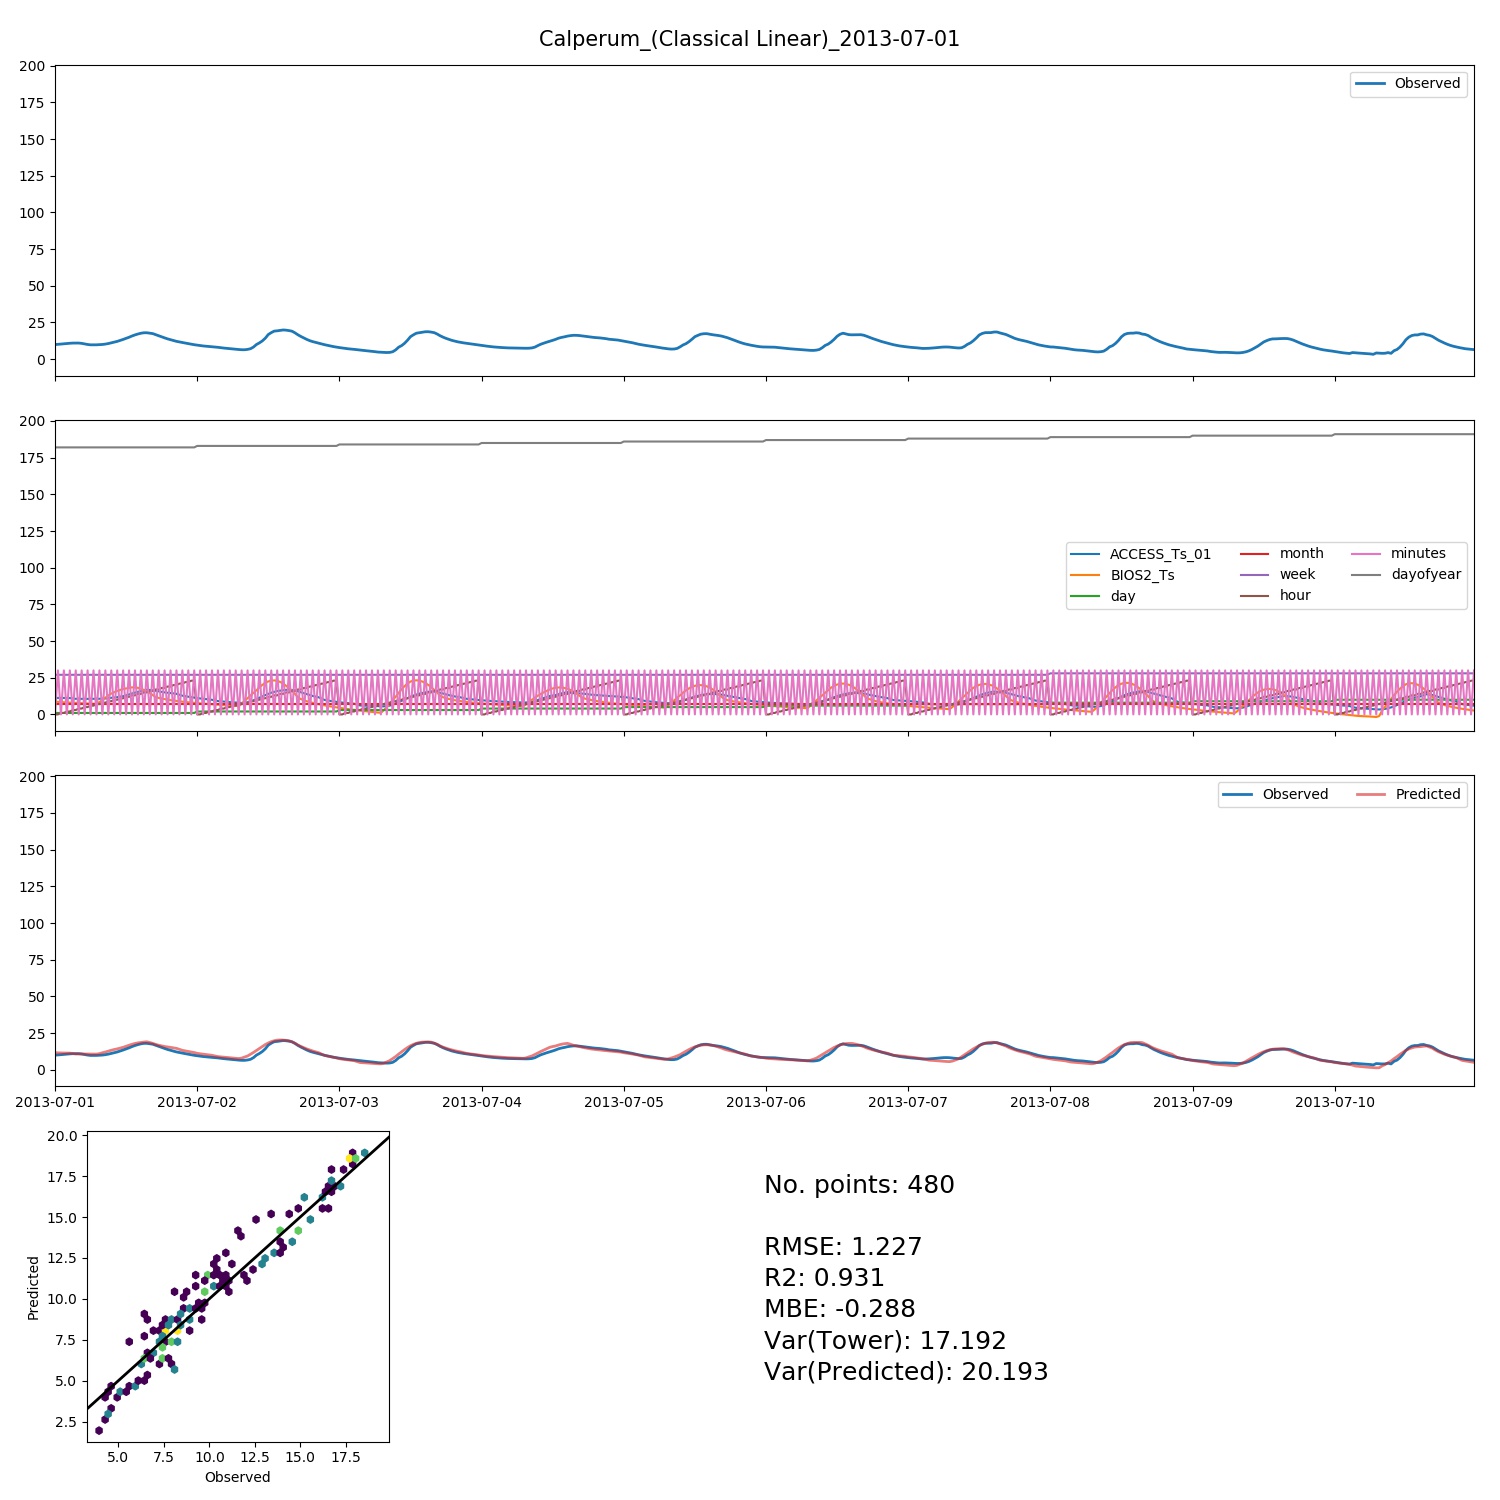 Calperum_(Classical Linear)_2013-07-01
200
175
150
125
100
75
50
25
0
Observed
200
175
150
125
100
75
50
25
0
ACCESS_Ts_01 month minutes
BIOS2_Ts week dayofyear
day hour
200
175
150
125
100
75
50
25
0
Observed Predicted
2013-07-01 2013-07-02 2013-07-03 2013-07-04 2013-07-05 2013-07-06 2013-07-07 2013-07-08 2013-07-09 2013-07-10
20.0
17.5
15.0
12.5
10.0
7.5
5.0
2.5
Predicted
5.0 7.5 10.0 12.5 15.0 17.5
Observed
No. points: 480
RMSE: 1.227
R2: 0.931
MBE: -0.288
Var(Tower): 17.192
Var(Predicted): 20.193